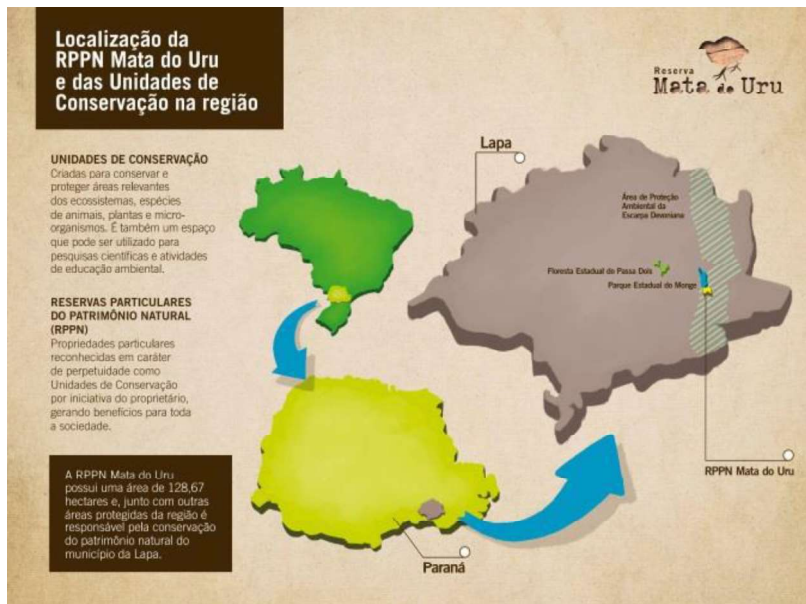 Localização da
RPPN Mata do Uru
e das Unidades de
Conservação na região
Reserva
Mata do Uru
UNIDADES DE CONSERVAÇÃO
Criadas para conservar e
proteger áreas relevantes
dos ecossistemas, espécies
de animais, plantas e micro-
organismos. É também um espaço
que pode ser utilizado para
pesquisas científicas e atividades
de educação ambiental.
RESERVAS PARTICULARES
DO PATRIMÔNIO NATURAL
(RPPN)
Propriedades particulares
reconhecidas em caráter
de perpetuidade como
Unidades de Conservação
por iniciativa do proprietário,
gerando benefícios para toda
a sociedade.
A RPPN Mata do Uru
possui uma área de 128,67
hectares e, junto com outras
áreas protegidas da região é
responsável pela conservação
do patrimônio natural do
município da Lapa.
Lapa
Área de Proteção
Ambiental da
Escarpa Devoniana
Floresta Estadual do Passa Dois
Parque Estadual do Monge
RPPN Mata do Uru
Paraná